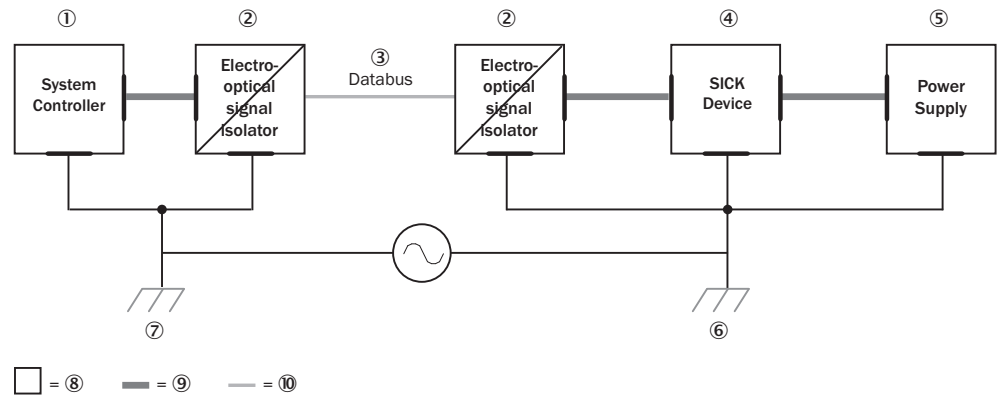 ① ② ② ④ ⑤
③
Databus
System
Controller
Electro-
optical
signal
isolator
Electro-
optical
signal
isolator
SICK
Device
Power
Supply
⑦ ⑥
= ⑧ = ⑨ = ⑩